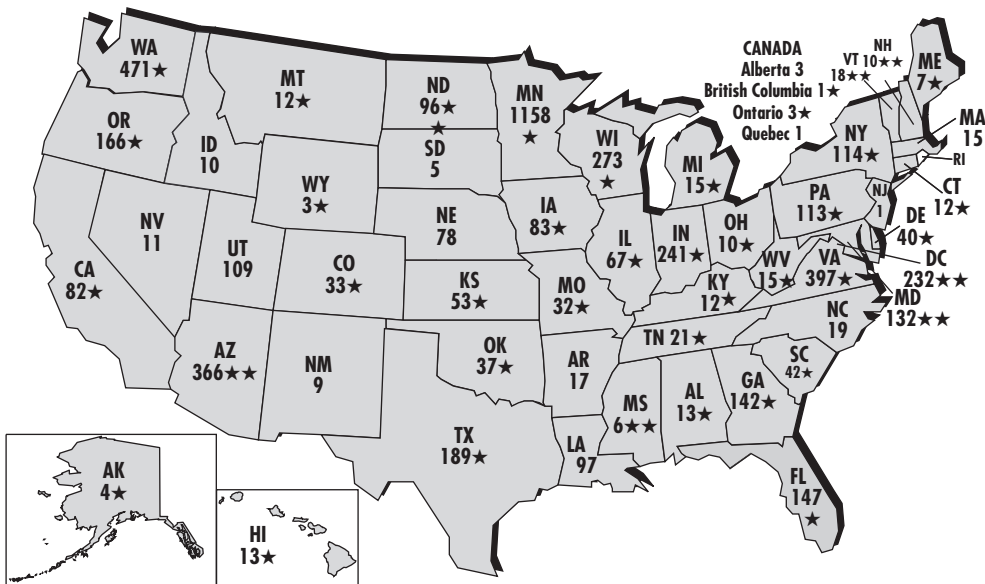 WA
471★
MT
12★
ND
96★
★
MN
1158
★
CANADA
Alberta 3
British Columbia 1★
Ontario 3★
Quebec 1
NH
10★★
VT
18★★
ME
7★
OR
166★
ID
10
SD
5
WI
273
★
MI
15★
NY
114★
MA
15
RI
WY
3★
CT
12★
NV
11
UT
109
CO
33★
NE
78
IA
83★
IL
67★
IN
241★
OH
10★
PA
113★
NJ
1
DE
40★
DC
232★★
MD
132★★
CA
82★
KS
53★
MO
32★
KY
12★
WV
15★
VA
397★
NC
19
TN 21★
SC
42★
AZ
366★★
NM
9
OK
37★
AR
17
MS
6★★
AL
13★
GA
142★
TX
189★
LA
97
FL
147
★
AK
4★
HI
13★